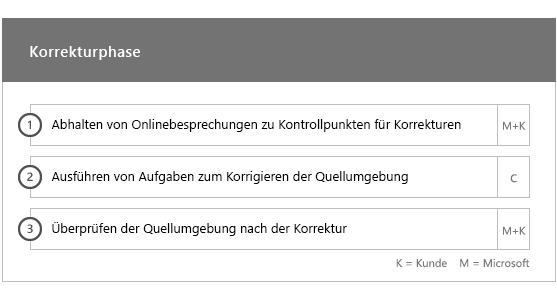 Korrekturphase
1 Abhalten von Onlinebesprechungen zu Kontrollpunkten für Korrekturen M+K
2 Ausführen von Aufgaben zum Korrigieren der Quellumgebung C
3 Überprüfen der Quellumgebung nach der Korrektur M+K
K = Kunde M = Microsoft